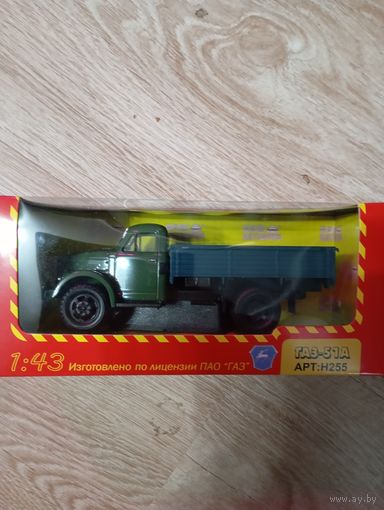 1:43
Изготовлено по лицензии ПАО "ГАЗ"
ГАЗ-51А
АРТ:Н255
www.ay.by